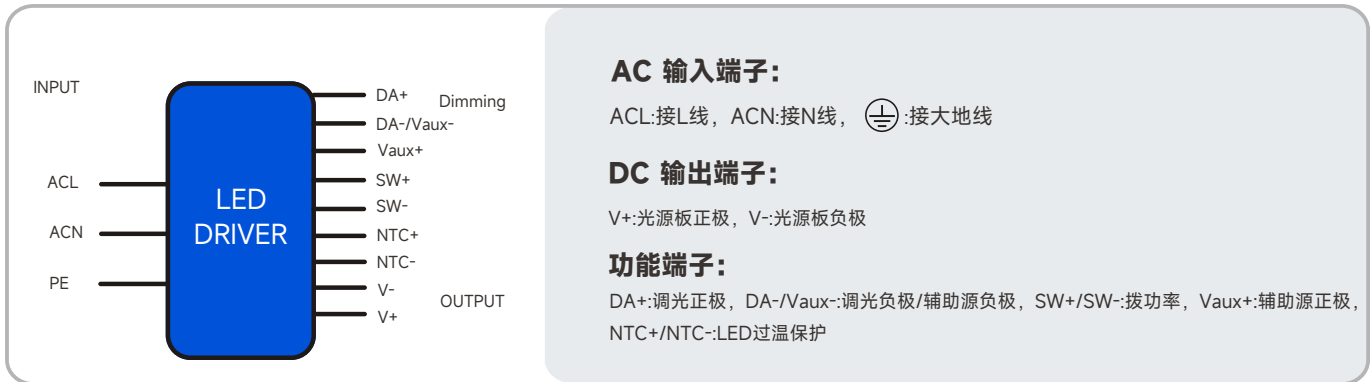 INPUT
ACL
ACN
PE
LED
DRIVER
DA+
Dimming
DA-/Vaux-
Vaux+
SW+
SW-
NTC+
NTC-
V-
OUTPUT
V+
AC 输入端子：
ACL:接L线，ACN:接N线， :接大地线
DC 输出端子：
V+:光源板正极，V-:光源板负极
功能端子：
DA+:调光正极，DA-/Vaux-:调光负极/辅助源负极，SW+/SW-:拨功率，Vaux+:辅助源正极，
NTC+/NTC-:LED过温保护